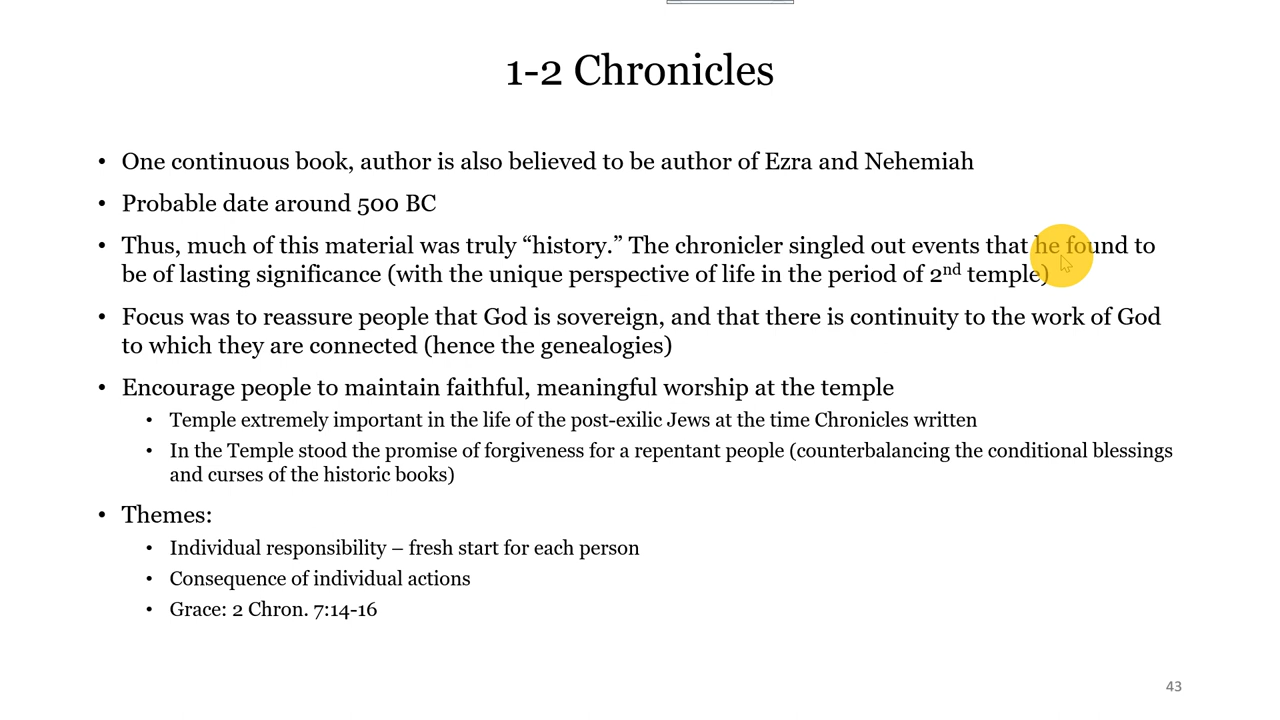 1-2 Chronicles
• One continuous book, author is also believed to be author of Ezra and Nehemiah
• Probable date around 500 BC
• Thus, much of this material was truly “history.” The chronicler singled out events that he found to
be of lasting significance (with the unique perspective of life in the period of 2nd temple)
• Focus was to reassure people that God is sovereign, and that there is continuity to the work of God
to which they are connected (hence the genealogies)
• Encourage people to maintain faithful, meaningful worship at the temple
• Temple extremely important in the life of the post-exilic Jews at the time Chronicles written
• In the Temple stood the promise of forgiveness for a repentant people (counterbalancing the conditional blessings
and curses of the historic books)
• Themes:
• Individual responsibility – fresh start for each person
• Consequence of individual actions
• Grace: 2 Chron. 7:14-16
43